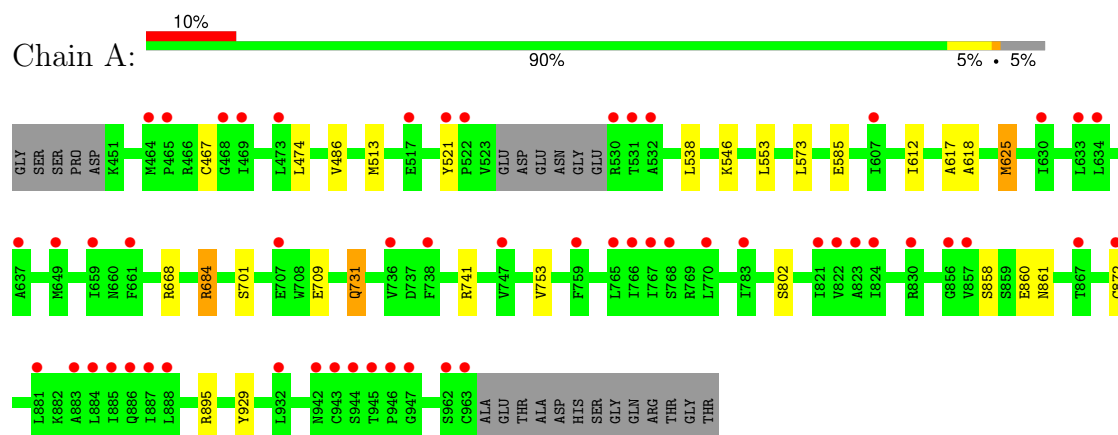 10%
Chain A:
90% 5% • 5%
GLY SER SER PRO ASP K451 M464 P465 R466 C467 G468 I469 L473 L474 V486 M513 E517 Y521 P522 V523 GLU ASP GLU ASN GLY GLU R530 T531 A532 L538 K546 L553 L573 E585 I607 I612 A617 A618 M625 I630 L633 L634
A637 M649 I659 N660 F661 R668 R684 S701 E707 W708 E709 Q731 V736 D737 F738 R741 V747 V753 F759 L765 I766 I767 S768 R769 L770 I783 S802 I821 V822 A823 I824 R830 G856 V857 S858 S859 E860 N861 T867
L881 K882 A883 L884 I885 Q886 I887 L888 R895 Y929 L932 N942 C943 S944 T945 P946 G947 S962 C963 ALA GLU THR ALA ASP HIS SER GLY GLN ARG THR GLY THR